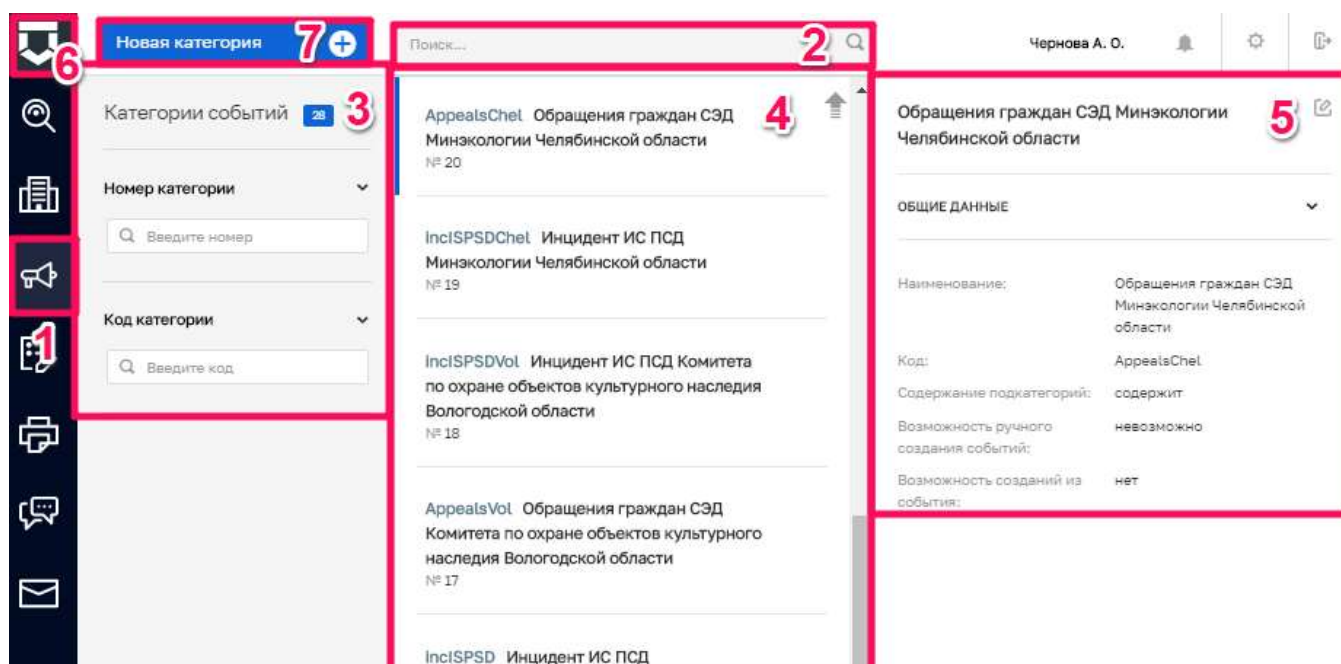 6
Новая категория 7
Поиск... 2
Чернова А. О.
Категории событий 28 3
Номер категории
Введите номер
Код категории
Введите код
1
4
AppealsChel Обращения граждан СЭД
Минэкологии Челябинской области
№ 20
IncISPSDChel Инцидент ИС ПСД
Минэкологии Челябинской области
№ 19
IncISPSDVol Инцидент ИС ПСД Комитета
по охране объектов культурного наследия
Вологодской области
№ 18
AppealsVol Обращения граждан СЭД
Комитета по охране объектов культурного
наследия Вологодской области
№ 17
IncISPSD Инцидент ИС ПСД
5
Обращения граждан СЭД Минэкологии
Челябинской области
ОБЩИЕ ДАННЫЕ
Наименование: Обращения граждан СЭД
Минэкологии Челябинской
области
Код: AppealsChel
Содержание подкатегорий: содержит
Возможность ручного невозможно
создания событий:
Возможность созданий из нет
события: